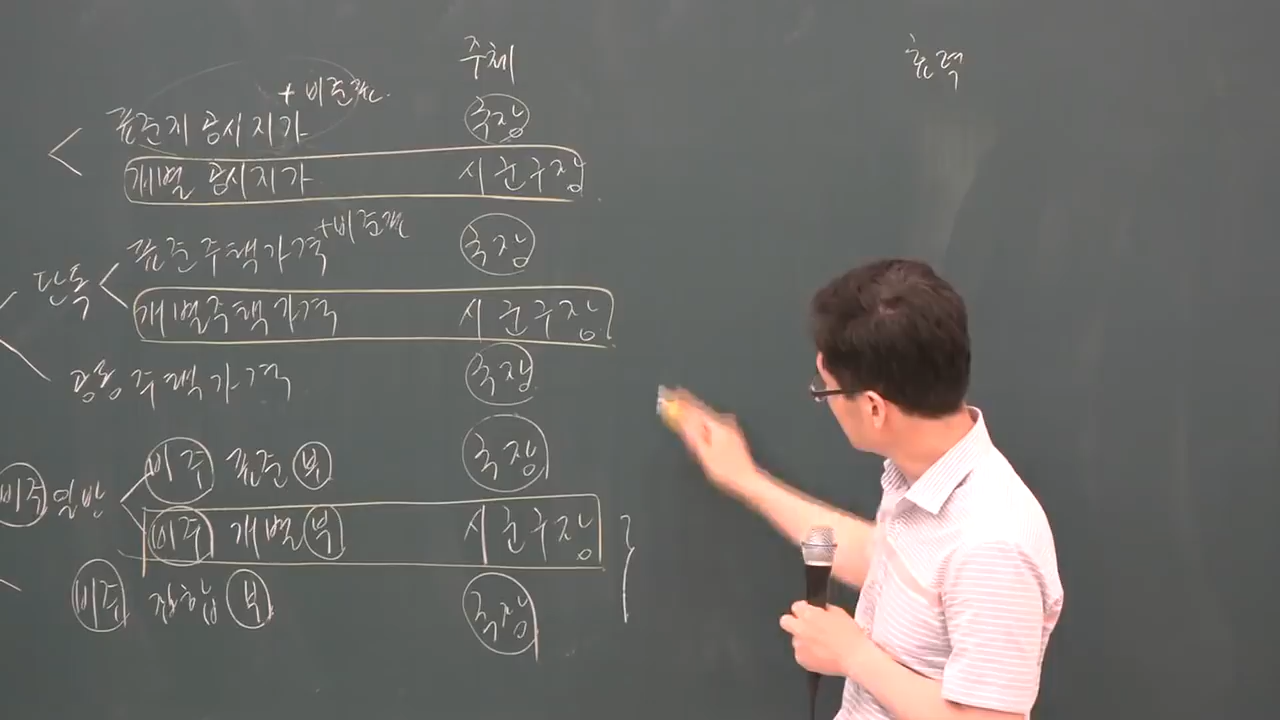 주체 효력
+ 비준표
표준지 공시지가 국장
개별 공시지가 시군구장
단독 표준주택가격 +비준표 국장
개별주택가격 시군구장
공동주택가격 국장
비주 일반 비주 표준 부 국장
비주 개별 부 시군구장
비주 집합 부 국장